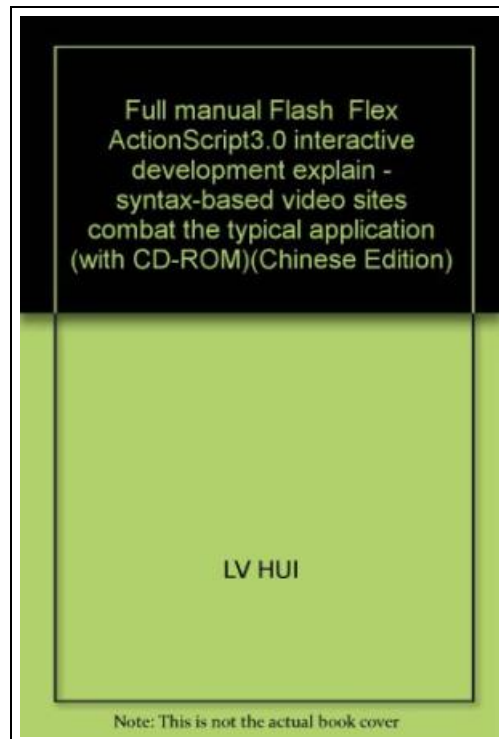 Full manual Flash Flex
ActionScript3.0 interactive
development explain -
syntax-based video sites
combat the typical application
(with CD-ROM)(Chinese Edition)
LV HUI
Note: This is not the actual book cover